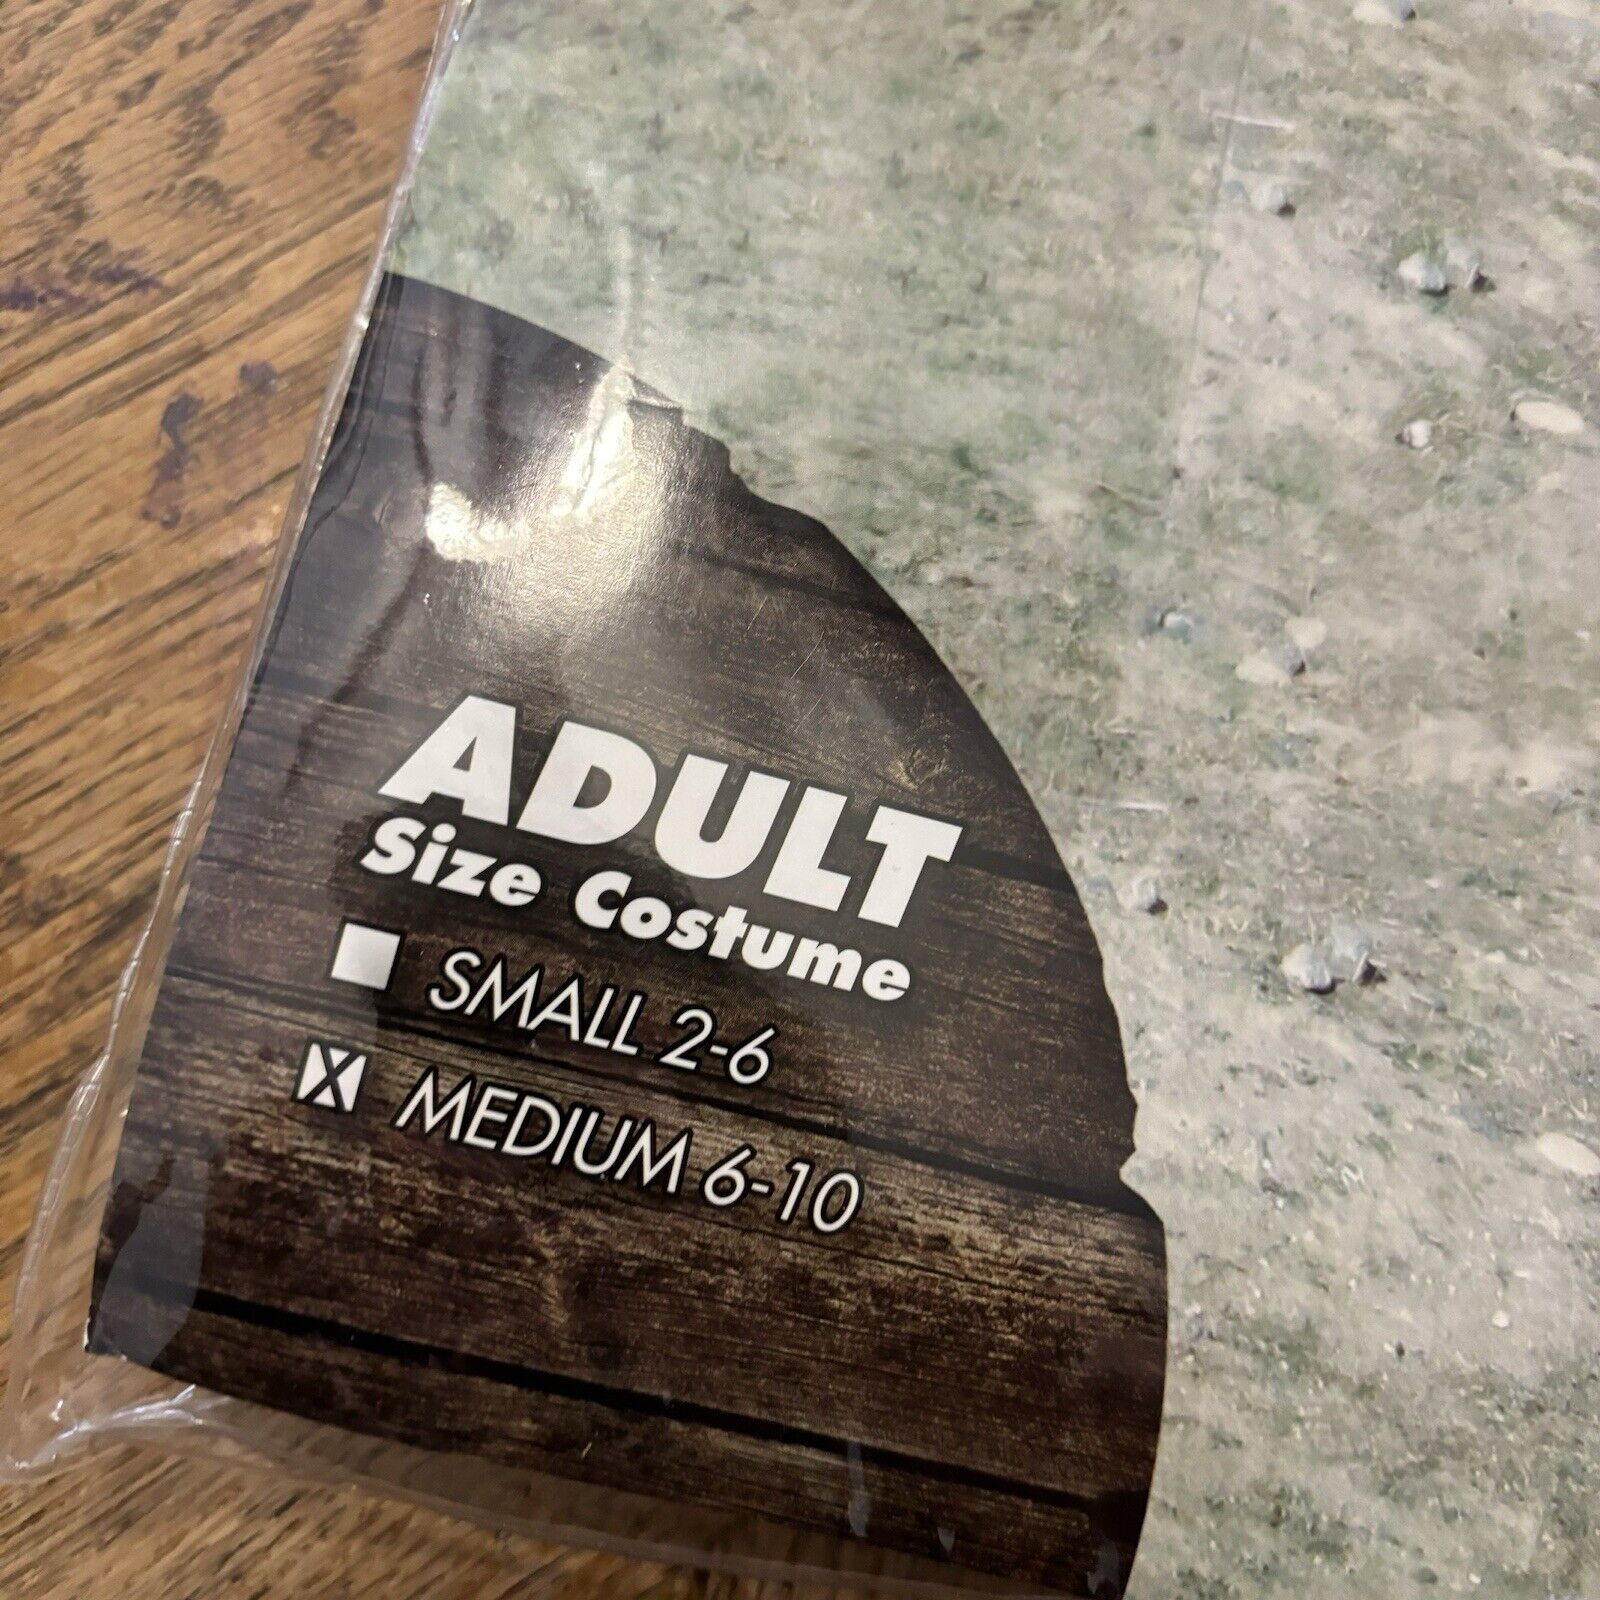 ADULT
Size Costume
SMALL 2-6
X MEDIUM 6-10